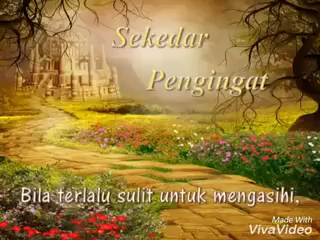 Sekedar
Pengingat
Bila terlalu sulit untuk mengasihi,
Made With
VivaVideo